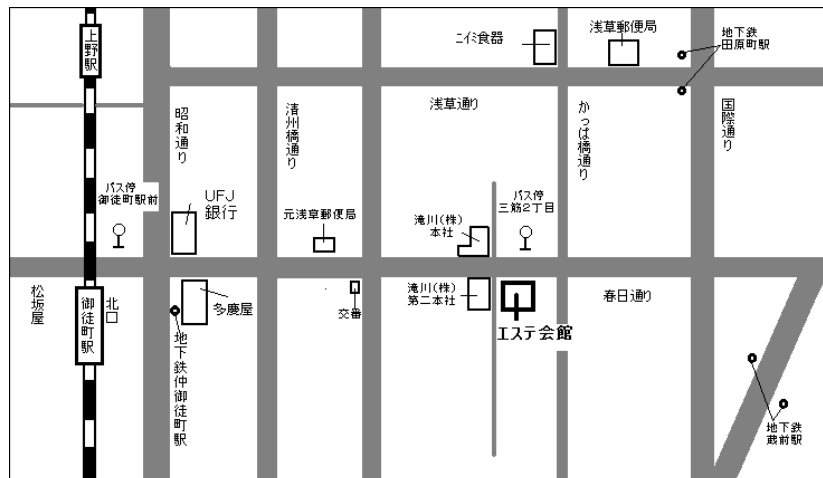 上野駅
ニイミ食器
浅草郵便局
地下鉄
田原町駅
昭和通り
清州橋通り
浅草通り
かっぱ橋通り
国際通り
バス停
御徒町駅前
UFJ
銀行
元浅草郵便局
滝川(株)
本社
バス停
三筋2丁目
松坂屋
御徒町駅
北口
多慶屋
交番
滝川(株)
第二本社
春日通り
エステ会館
地下鉄仲御徒町駅
地下鉄
蔵前駅